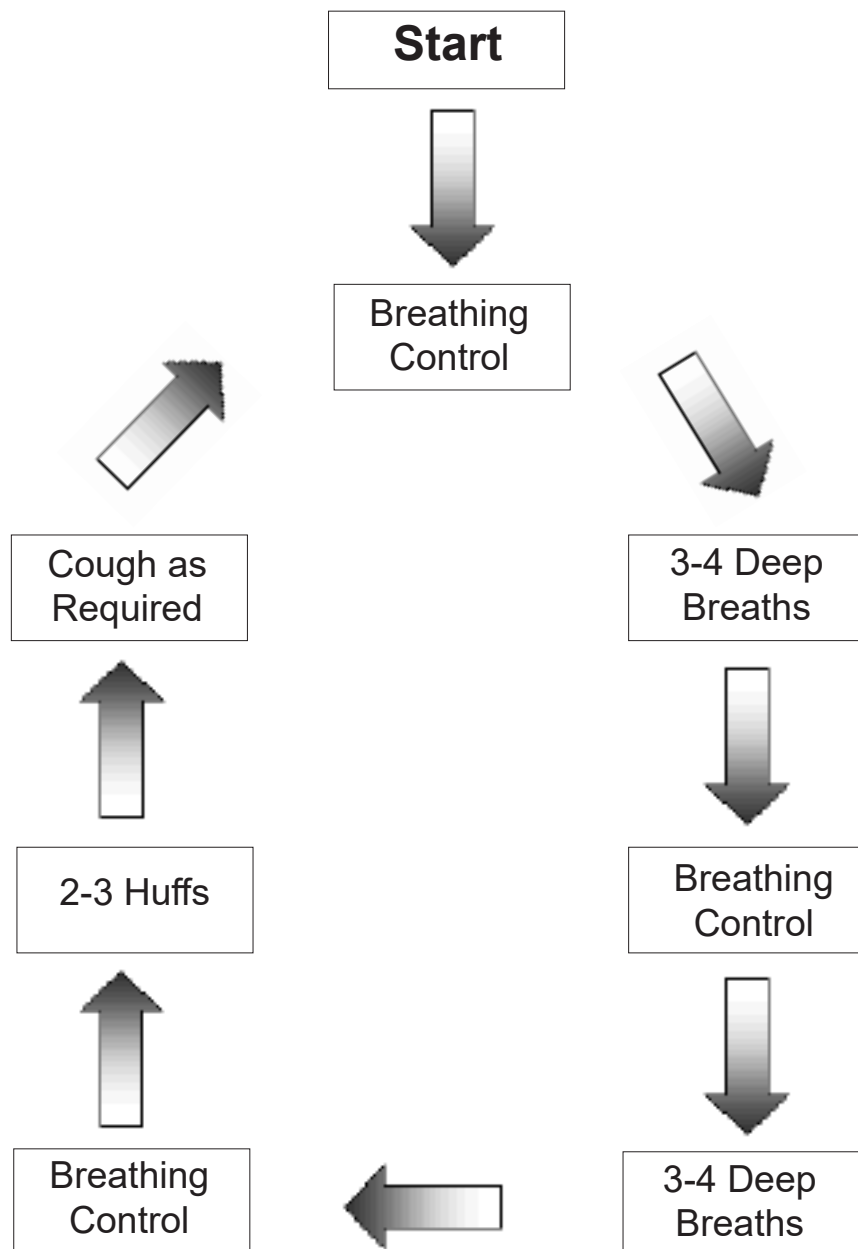 Start
Breathing
Control
3-4 Deep
Breaths
Breathing
Control
3-4 Deep
Breaths
Breathing
Control
2-3 Huffs
Cough as
Required